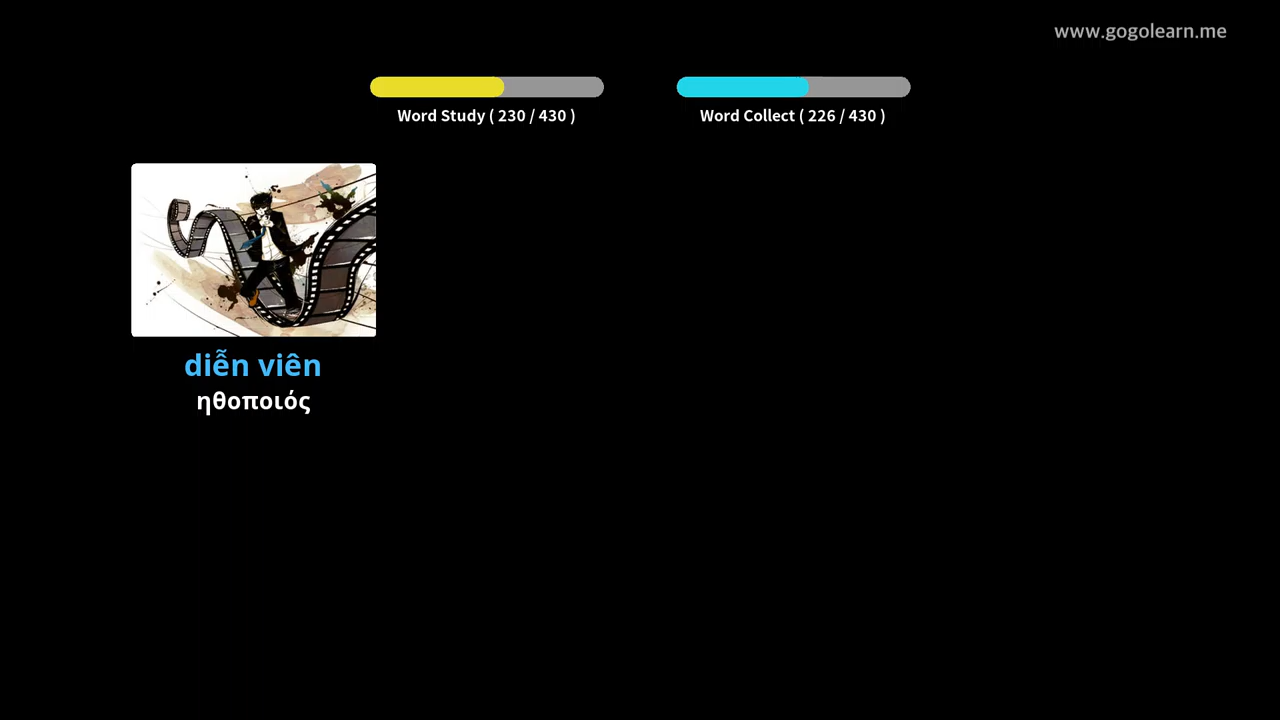 www.gogolearn.me
Word Study ( 230 / 430 )
Word Collect ( 226 / 430 )
diễn viên
ηθοποιός